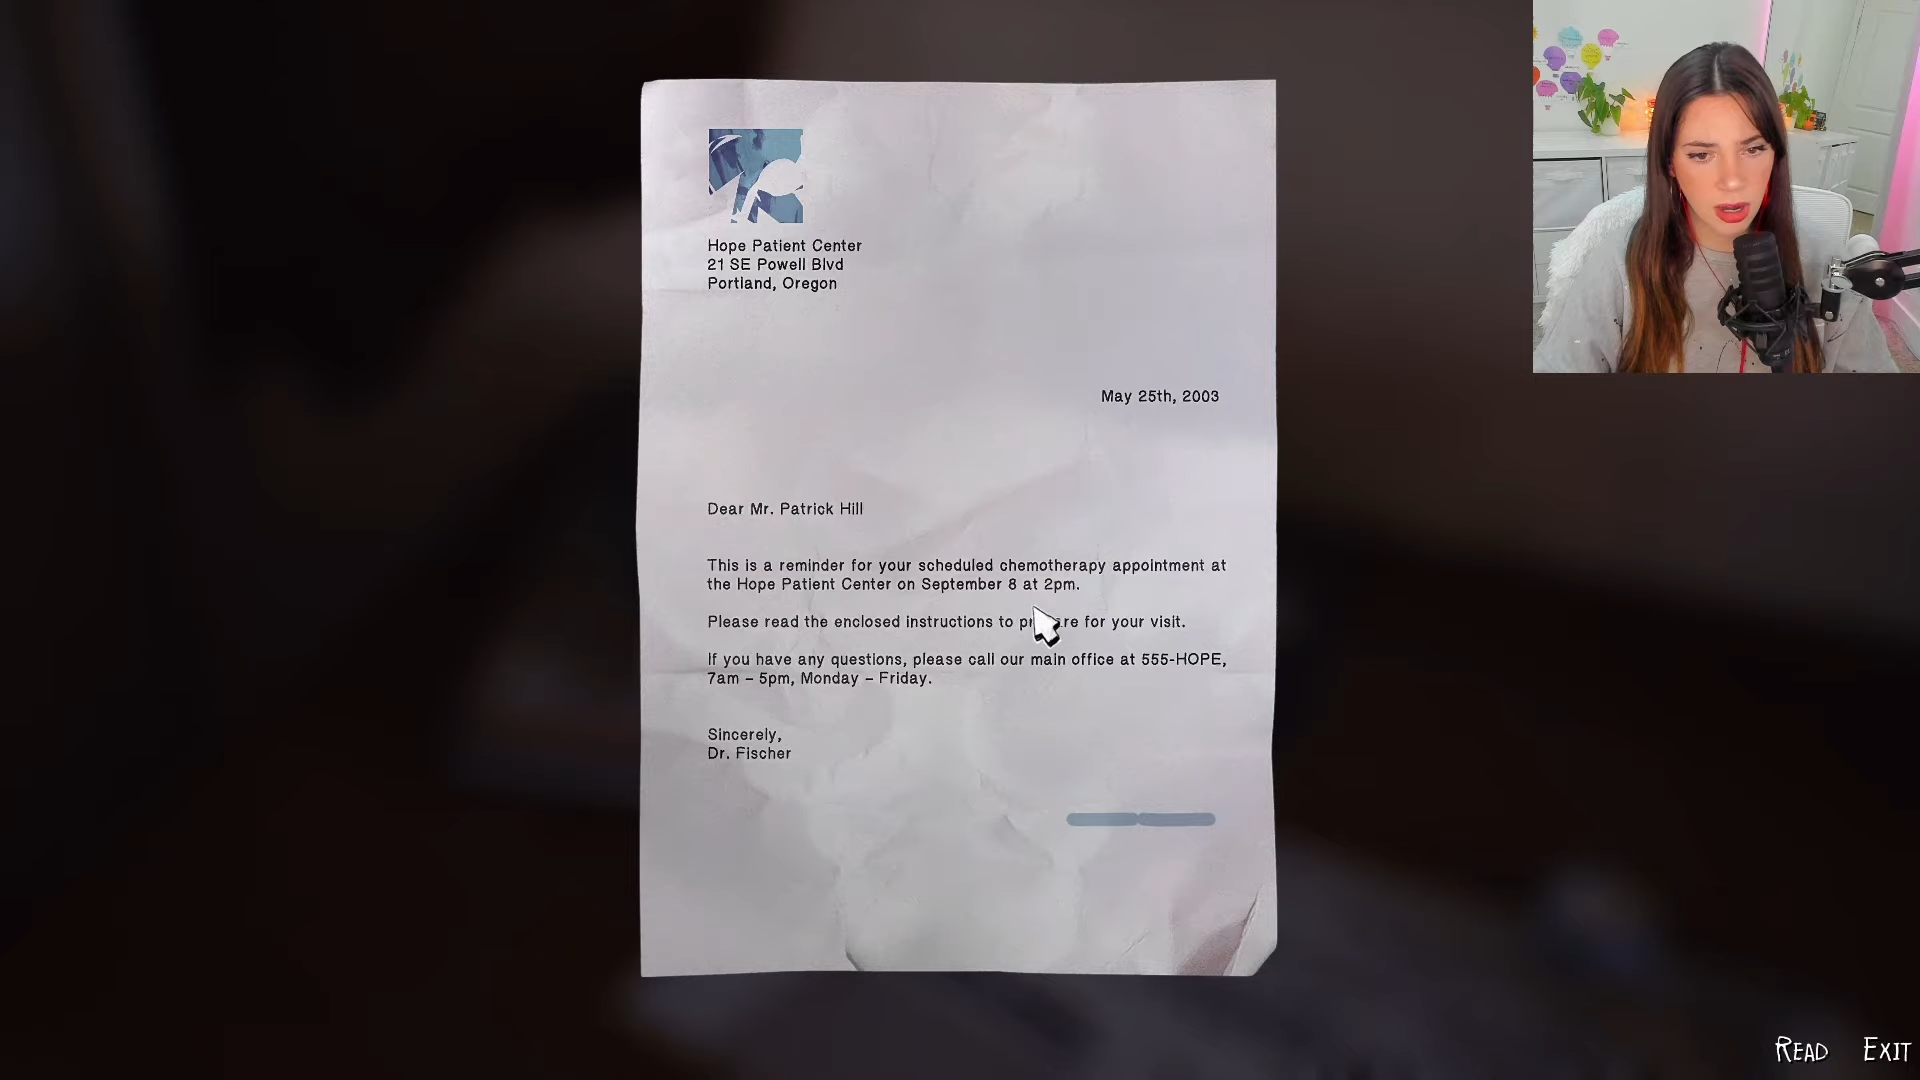 Hope Patient Center
21 SE Powell Blvd
Portland, Oregon
May 25th, 2003
Dear Mr. Patrick Hill
This is a reminder for your scheduled chemotherapy appointment at
the Hope Patient Center on September 8 at 2pm.
Please read the enclosed instructions to for your visit.
If you have any questions, please call our main office at 555-HOPE,
7am – 5pm, Monday – Friday.
Sincerely,
Dr. Fischer
READ EXIT